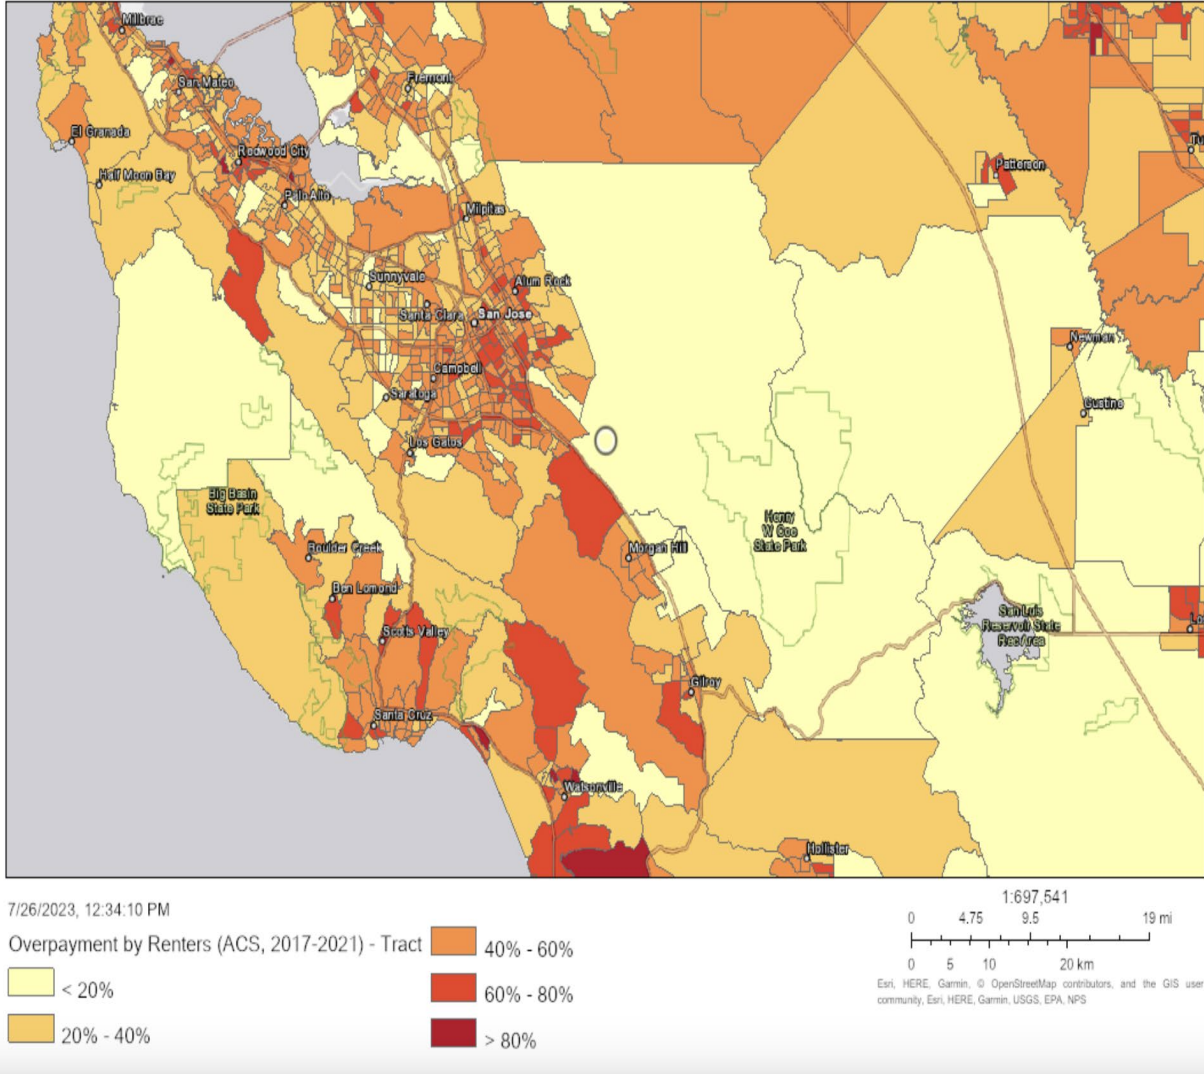 Millbrae
San Mateo
Fremont
El Granada
Redwood City
Half Moon Bay
Palo Alto
Patterson
Tu
Milpitas
Sunnyvale
Alum Rock
Santa Clara
San Jose
Newman
Campbell
Saratoga
Gustine
Los Gatos
Big Basin
State Park
Henry
W Coe
State Park
Boulder Creek
Morgan Hill
Ben Lomond
San Luis
Reservoir State
Rec Area
Lo
Scotts Valley
Gilroy
Santa Cruz
Watsonville
Hollister
7/26/2023, 12:34:10 PM
Overpayment by Renters (ACS, 2017-2021) - Tract
< 20%
20% - 40%
40% - 60%
60% - 80%
> 80%
1:697,541
0 4.75 9.5 19 mi
0 5 10 20 km
Esri, HERE, Garmin, © OpenStreetMap contributors, and the GIS user
community, Esri, HERE, Garmin, USGS, EPA, NPS